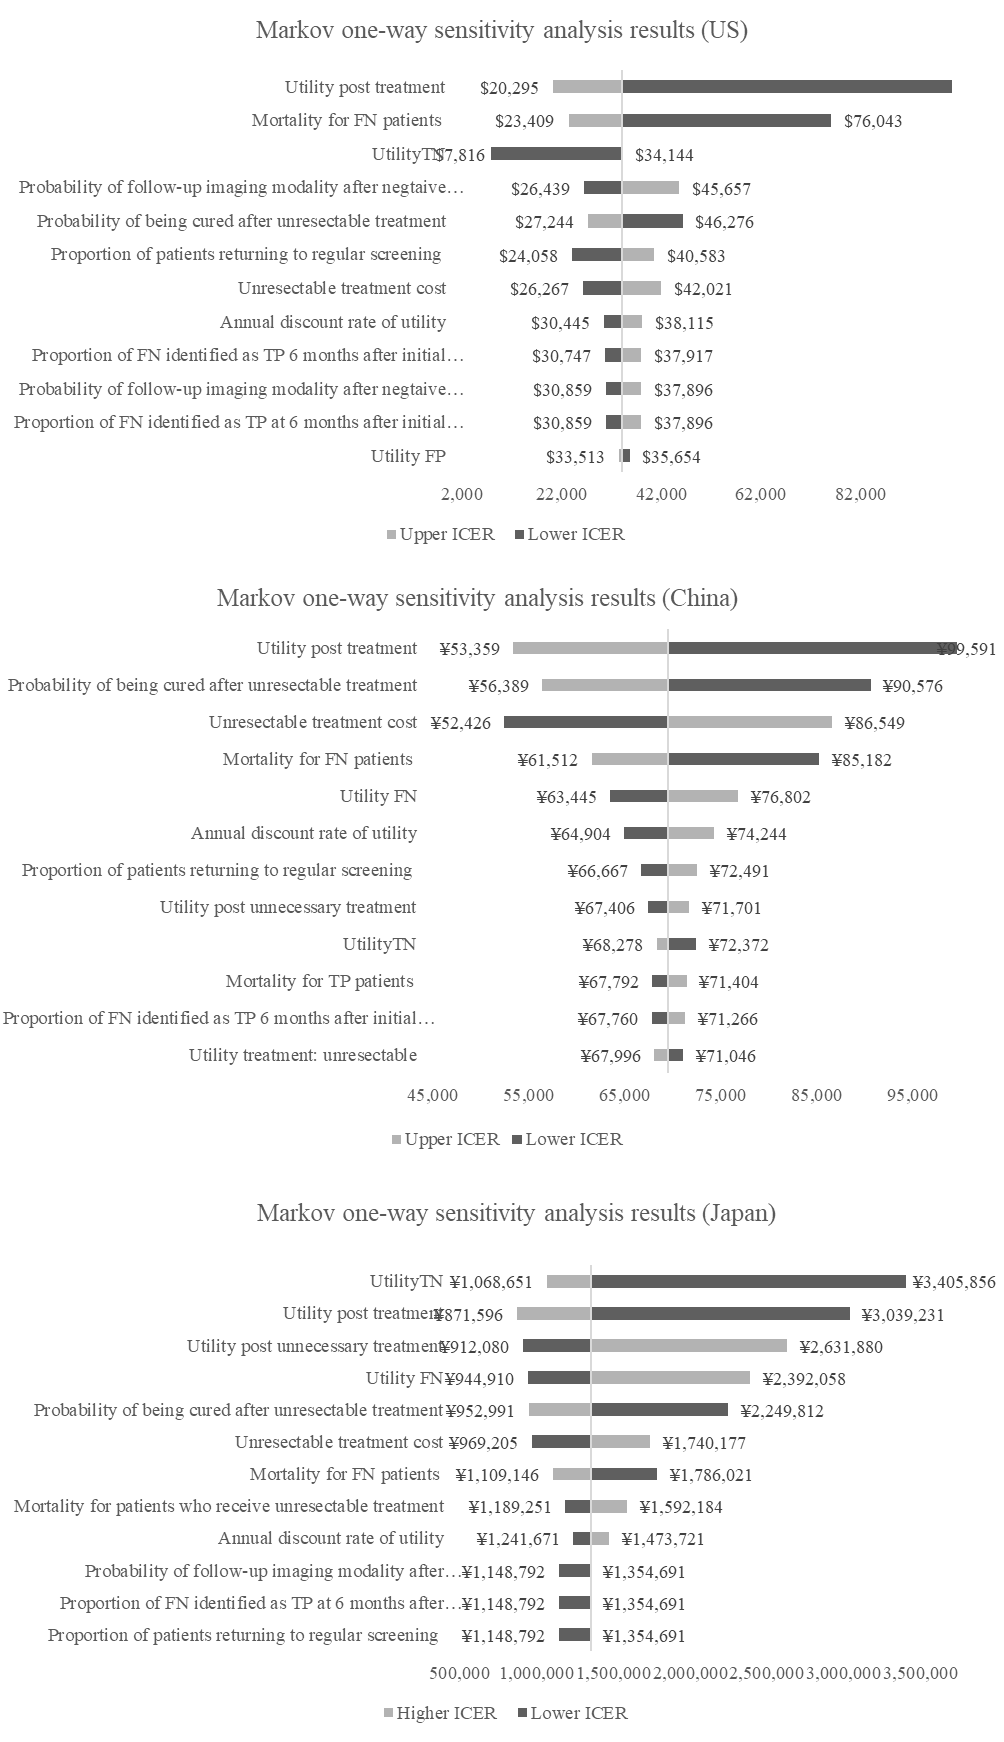 Markov one-way sensitivity analysis results (US)
Utility post treatment $20,295
Mortality for FN patients $23,409 $76,043
UtilityTN $7,816 $34,144
Probability of follow-up imaging modality after negtaive… $26,439 $45,657
Probability of being cured after unresectable treatment $27,244 $46,276
Proportion of patients returning to regular screening $24,058 $40,583
Unresectable treatment cost $26,267 $42,021
Annual discount rate of utility $30,445 $38,115
Proportion of FN identified as TP 6 months after initial… $30,747 $37,917
Probability of follow-up imaging modality after negtaive… $30,859 $37,896
Proportion of FN identified as TP at 6 months after initial… $30,859 $37,896
Utility FP $33,513 $35,654
2,000 22,000 42,000 62,000 82,000
Upper ICER Lower ICER
Markov one-way sensitivity analysis results (China)
Utility post treatment ¥53,359 ¥99,591
Probability of being cured after unresectable treatment ¥56,389 ¥90,576
Unresectable treatment cost ¥52,426 ¥86,549
Mortality for FN patients ¥61,512 ¥85,182
Utility FN ¥63,445 ¥76,802
Annual discount rate of utility ¥64,904 ¥74,244
Proportion of patients returning to regular screening ¥66,667 ¥72,491
Utility post unnecessary treatment ¥67,406 ¥71,701
UtilityTN ¥68,278 ¥72,372
Mortality for TP patients ¥67,792 ¥71,404
Proportion of FN identified as TP 6 months after initial… ¥67,760 ¥71,266
Utility treatment: unresectable ¥67,996 ¥71,046
45,000 55,000 65,000 75,000 85,000 95,000
Upper ICER Lower ICER
Markov one-way sensitivity analysis results (Japan)
UtilityTN ¥1,068,651 ¥3,405,856
Utility post treatment ¥871,596 ¥3,039,231
Utility post unnecessary treatment ¥912,080 ¥2,631,880
Utility FN ¥944,910 ¥2,392,058
Probability of being cured after unresectable treatment ¥952,991 ¥2,249,812
Unresectable treatment cost ¥969,205 ¥1,740,177
Mortality for FN patients ¥1,109,146 ¥1,786,021
Mortality for patients who receive unresectable treatment ¥1,189,251 ¥1,592,184
Annual discount rate of utility ¥1,241,671 ¥1,473,721
Probability of follow-up imaging modality after… ¥1,148,792 ¥1,354,691
Proportion of FN identified as TP at 6 months after… ¥1,148,792 ¥1,354,691
Proportion of patients returning to regular screening ¥1,148,792 ¥1,354,691
500,000 1,000,000 1,500,000 2,000,000 2,500,000 3,000,000 3,500,000
Higher ICER Lower ICER